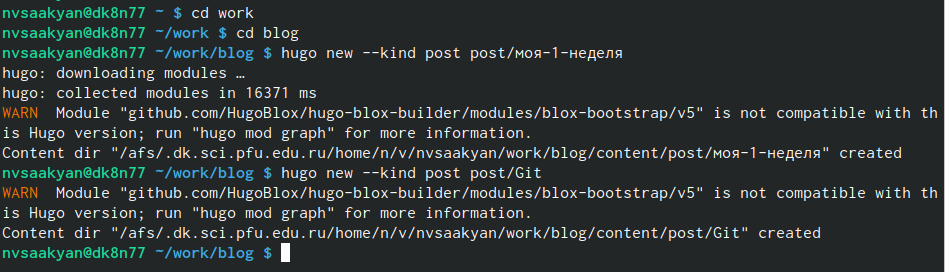 nvsaakyan@dk8n77 ~ $ cd work
nvsaakyan@dk8n77 ~/work $ cd blog
nvsaakyan@dk8n77 ~/work/blog $ hugo new --kind post post/моя-1-неделя
hugo: downloading modules …
hugo: collected modules in 16371 ms
WARN  Module "github.com/HugoBlox/hugo-blox-builder/modules/blox-bootstrap/v5" is not compatible with th
is Hugo version; run "hugo mod graph" for more information.
Content dir "/afs/.dk.sci.pfu.edu.ru/home/n/v/nvsaakyan/work/blog/content/post/моя-1-неделя" created
nvsaakyan@dk8n77 ~/work/blog $ hugo new --kind post post/Git
WARN  Module "github.com/HugoBlox/hugo-blox-builder/modules/blox-bootstrap/v5" is not compatible with th
is Hugo version; run "hugo mod graph" for more information.
Content dir "/afs/.dk.sci.pfu.edu.ru/home/n/v/nvsaakyan/work/blog/content/post/Git" created
nvsaakyan@dk8n77 ~/work/blog $